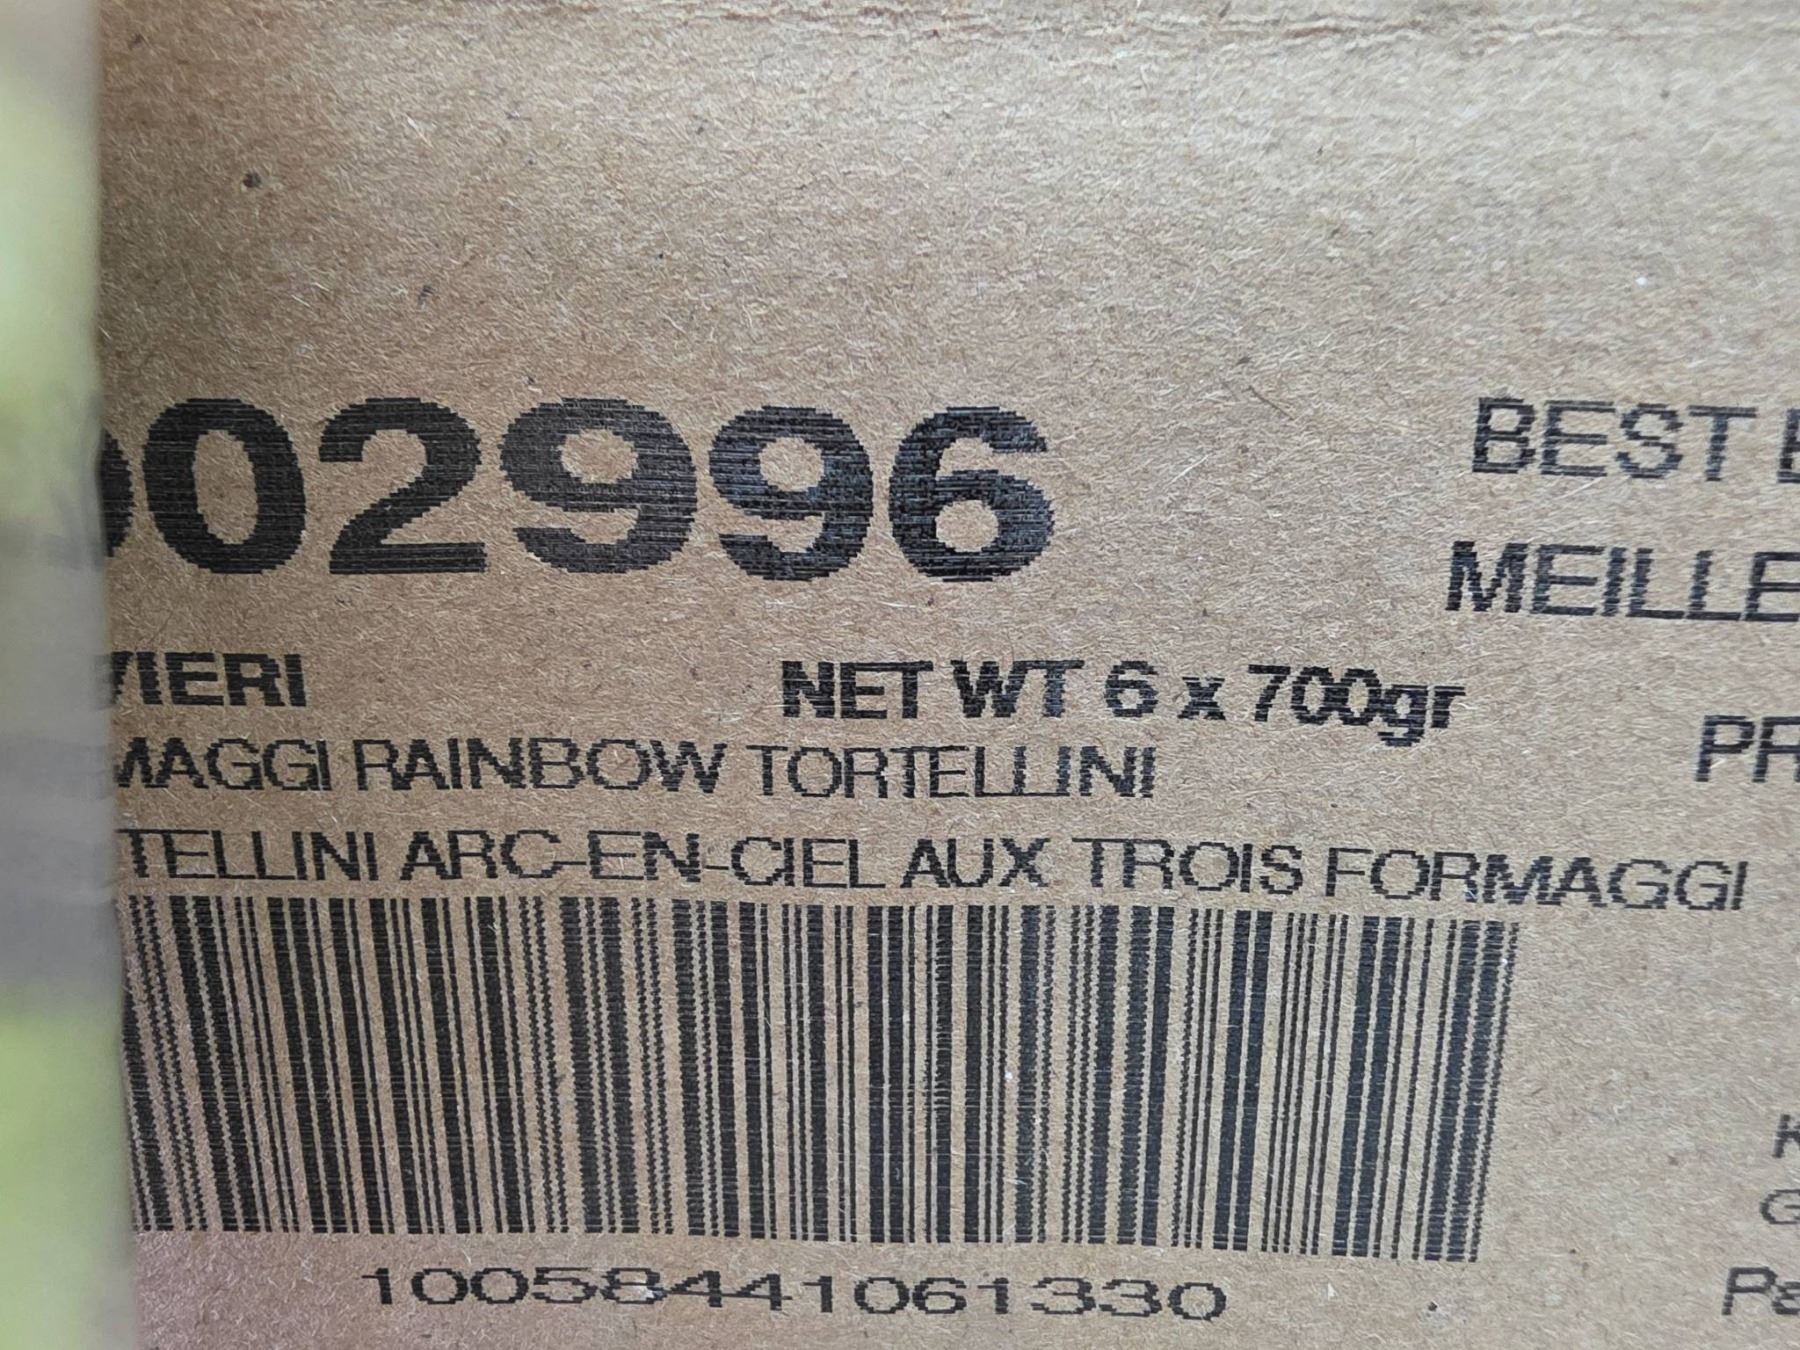 002996
BEST
MEILLE
VIERI
NET WT 6 x 700gr
MAGGI RAINBOW TORTELLINI
PR
TELLINI ARC-EN-CIEL AUX TROIS FORMAGGI
10058441061330